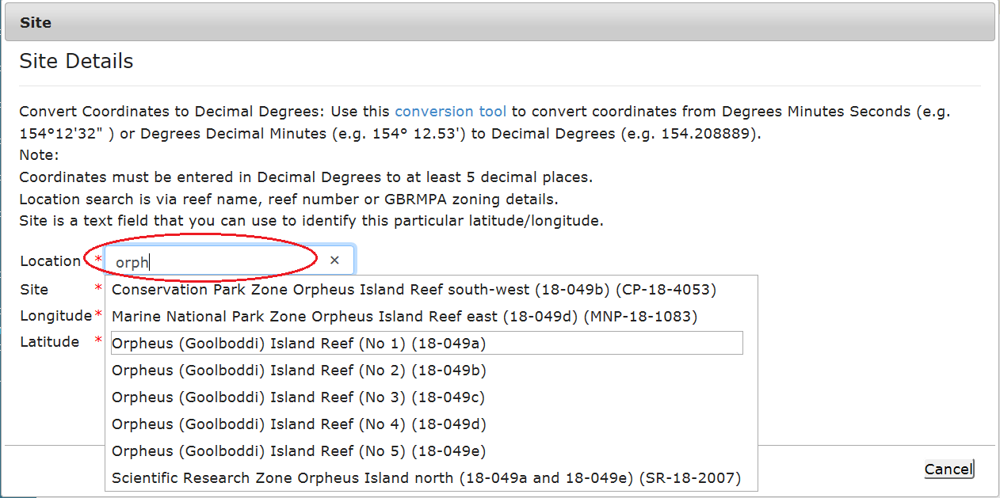 Site
Site Details
Convert Coordinates to Decimal Degrees: Use this conversion tool to convert coordinates from Degrees Minutes Seconds (e.g.
154°12'32" ) or Degrees Decimal Minutes (e.g. 154° 12.53') to Decimal Degrees (e.g. 154.208889).
Note:
Coordinates must be entered in Decimal Degrees to at least 5 decimal places.
Location search is via reef name, reef number or GBRMPA zoning details.
Site is a text field that you can use to identify this particular latitude/longitude.
Location * orph ×
Site * Conservation Park Zone Orpheus Island Reef south-west (18-049b) (CP-18-4053)
Longitude * Marine National Park Zone Orpheus Island Reef east (18-049d) (MNP-18-1083)
Latitude * Orpheus (Goolboddi) Island Reef (No 1) (18-049a)
Orpheus (Goolboddi) Island Reef (No 2) (18-049b)
Orpheus (Goolboddi) Island Reef (No 3) (18-049c)
Orpheus (Goolboddi) Island Reef (No 4) (18-049d)
Orpheus (Goolboddi) Island Reef (No 5) (18-049e)
Scientific Research Zone Orpheus Island north (18-049a and 18-049e) (SR-18-2007)
Cancel